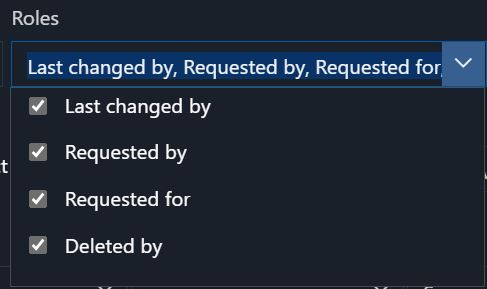 Roles
Last changed by, Requested by, Requested for,
Last changed by
Requested by
Requested for
Deleted by